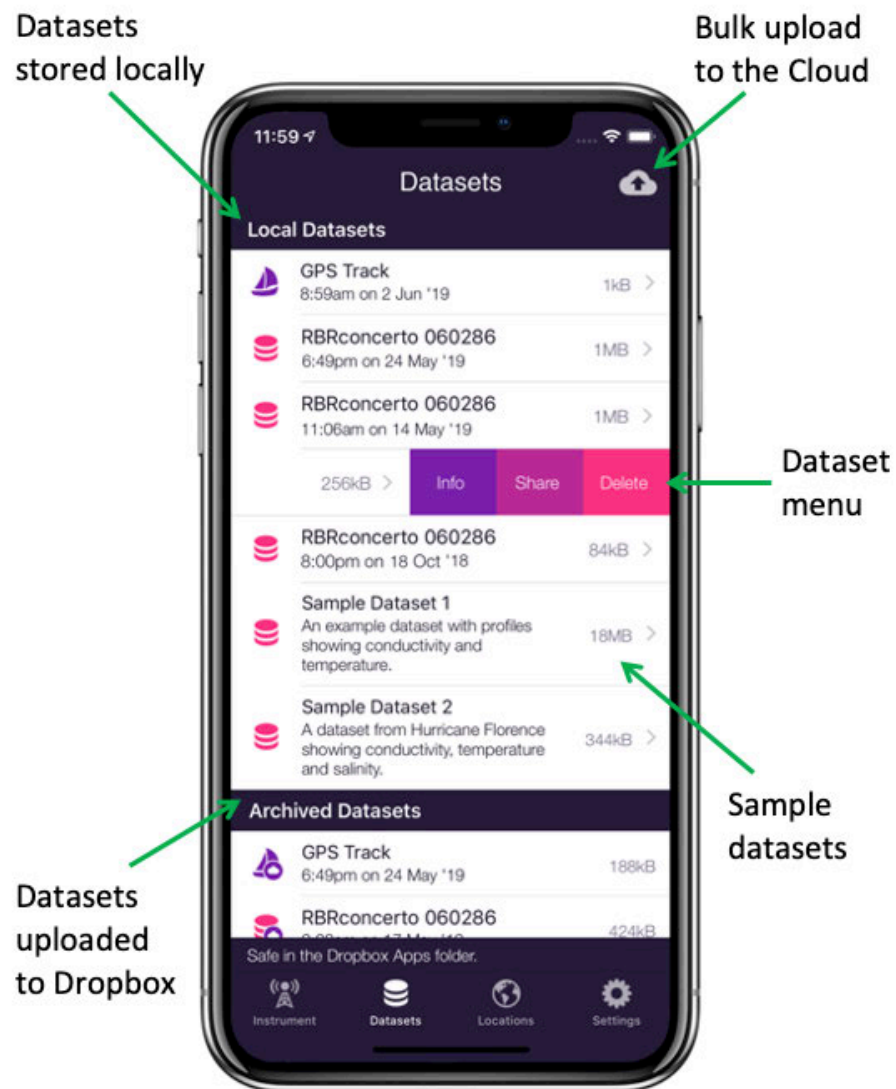 Datasets
stored locally
Bulk upload
to the Cloud
11:59
Datasets
Local Datasets
GPS Track
8:59am on 2 Jun '19
1kB
RBRconcerto 060286
6:49pm on 24 May '19
1MB
RBRconcerto 060286
11:06am on 14 May '19
1MB
256kB
Info
Share
Delete
Dataset
menu
RBRconcerto 060286
8:00pm on 18 Oct '18
84kB
Sample Dataset 1
An example dataset with profiles
showing conductivity and
temperature.
18MB
Sample Dataset 2
A dataset from Hurricane Florence
showing conductivity, temperature
and salinity.
344kB
Sample
datasets
Archived Datasets
GPS Track
6:49pm on 24 May '19
188kB
RBRconcerto 060286
424kB
Datasets
uploaded
to Dropbox
Safe in the Dropbox Apps folder.
Instrument
Datasets
Locations
Settings